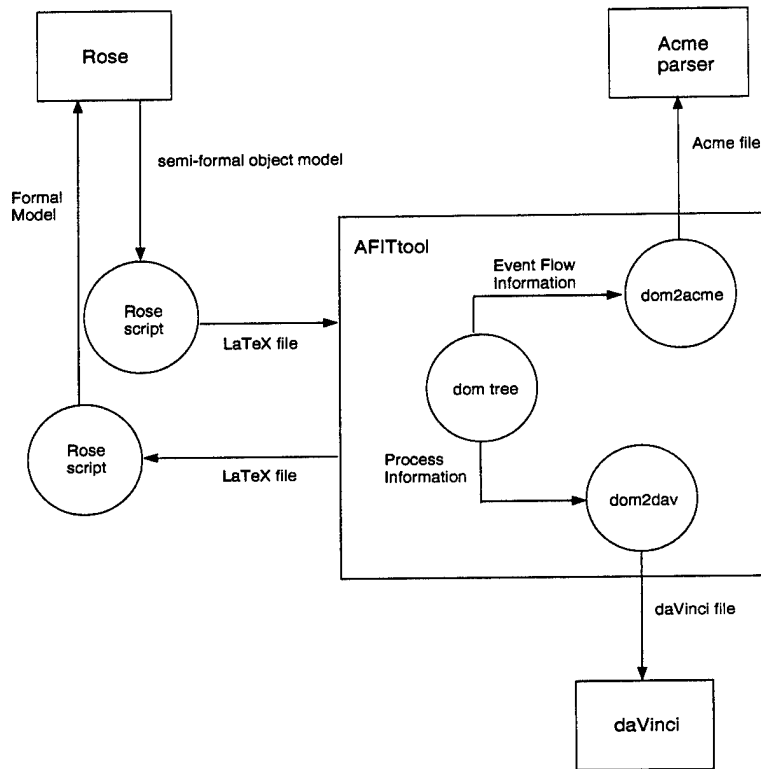 Rose
Acme
parser
semi-formal object model
Acme file
Formal
Model
AFITtool
Event Flow
Information
Rose
script
dom2acme
LaTeX file
dom tree
Rose
script
LaTeX file
Process
Information
dom2dav
daVinci file
daVinci